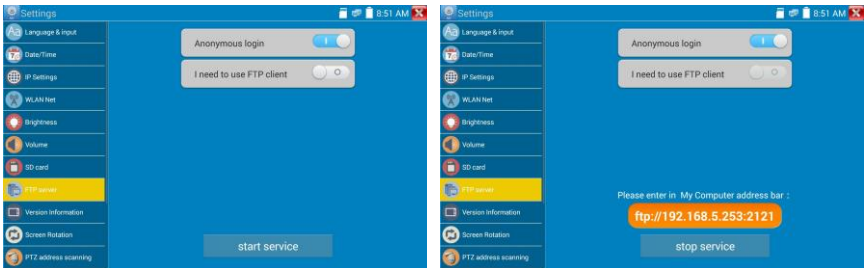 Settings
8:51 AM
Language & input
Date/Time
IP Settings
WLAN Net
Brightness
Volume
SD card
FTP server
Version Information
Screen Rotation
PTZ address scanning
Anonymous login
I need to use FTP client
start service
Settings
8:51 AM
Language & input
Date/Time
IP Settings
WLAN Net
Brightness
Volume
SD card
FTP server
Version Information
Screen Rotation
PTZ address scanning
Anonymous login
I need to use FTP client
Please enter in My Computer address bar :
ftp://192.168.5.253:2121
stop service